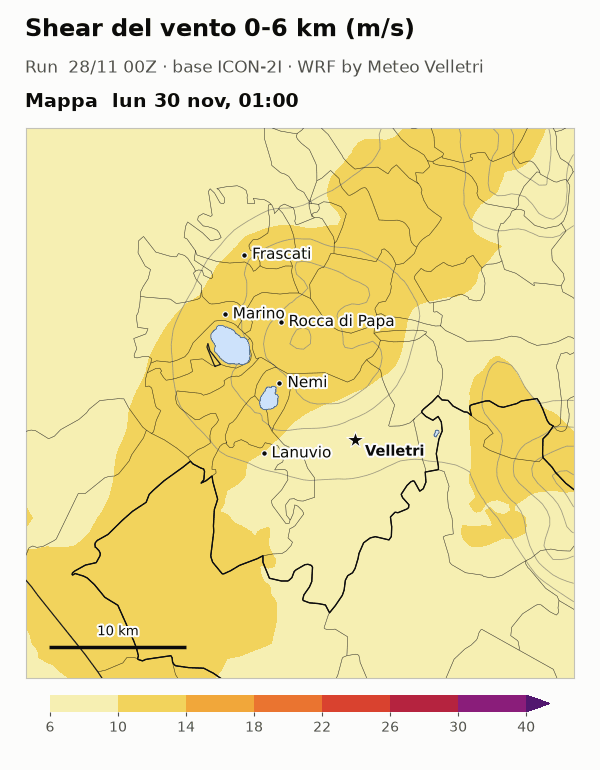 Shear del vento 0-6 km (m/s)
Run  28/11 00Z · base ICON-2I · WRF by Meteo Velletri
Mappa  lun 30 nov, 01:00
Frascati
Marino
Rocca di Papa
Nemi
Velletri
Lanuvio
10 km
6 10 14 18 22 26 30 40